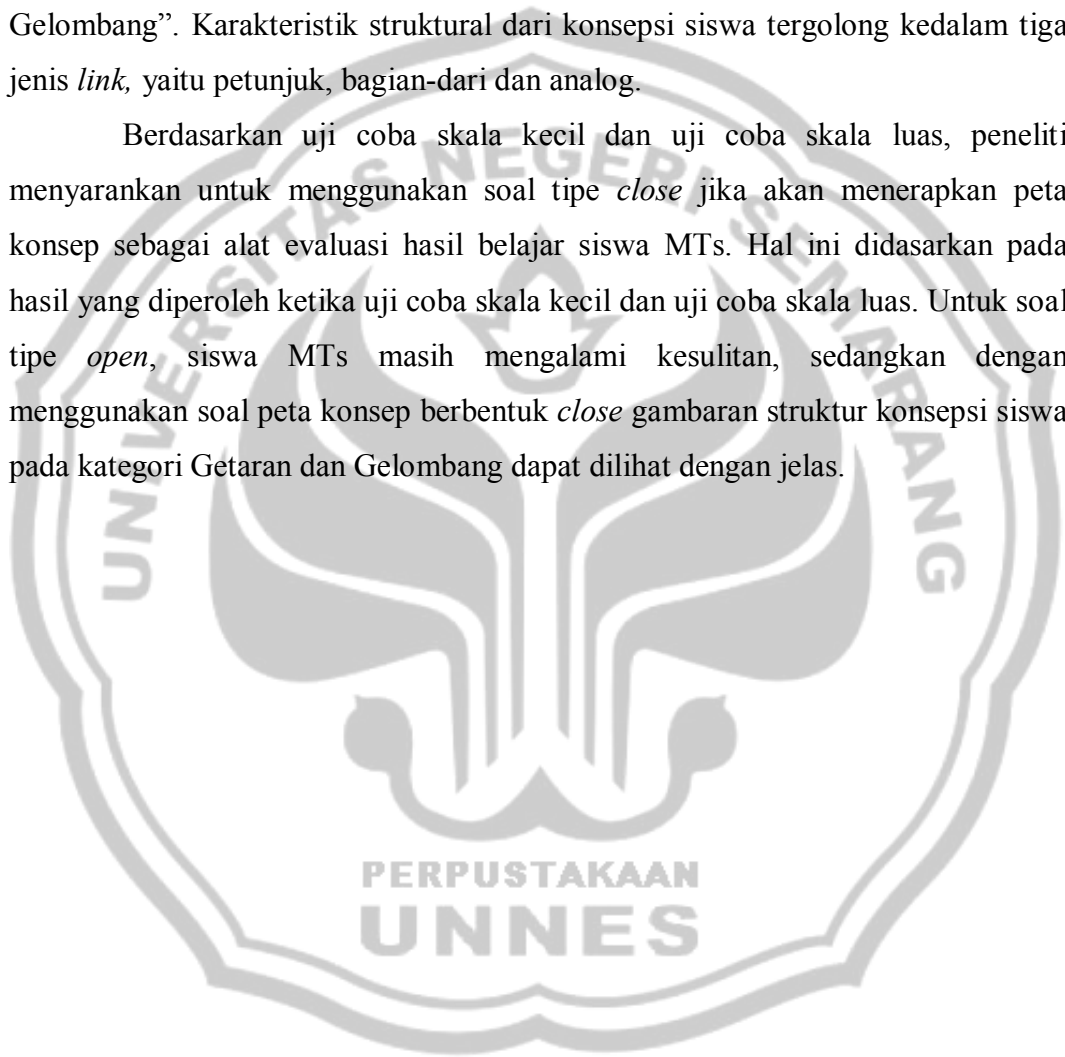 Gelombang”. Karakteristik struktural dari konsepsi siswa tergolong kedalam tiga
jenis link, yaitu petunjuk, bagian-dari dan analog.
Berdasarkan uji coba skala kecil dan uji coba skala luas, peneliti
menyarankan untuk menggunakan soal tipe close jika akan menerapkan peta
konsep sebagai alat evaluasi hasil belajar siswa MTs. Hal ini didasarkan pada
hasil yang diperoleh ketika uji coba skala kecil dan uji coba skala luas. Untuk soal
tipe open, siswa MTs masih mengalami kesulitan, sedangkan dengan
menggunakan soal peta konsep berbentuk close gambaran struktur konsepsi siswa
pada kategori Getaran dan Gelombang dapat dilihat dengan jelas.
UNIVERSITAS NEGERI SEMARANG
PERPUSTAKAAN
UNNES